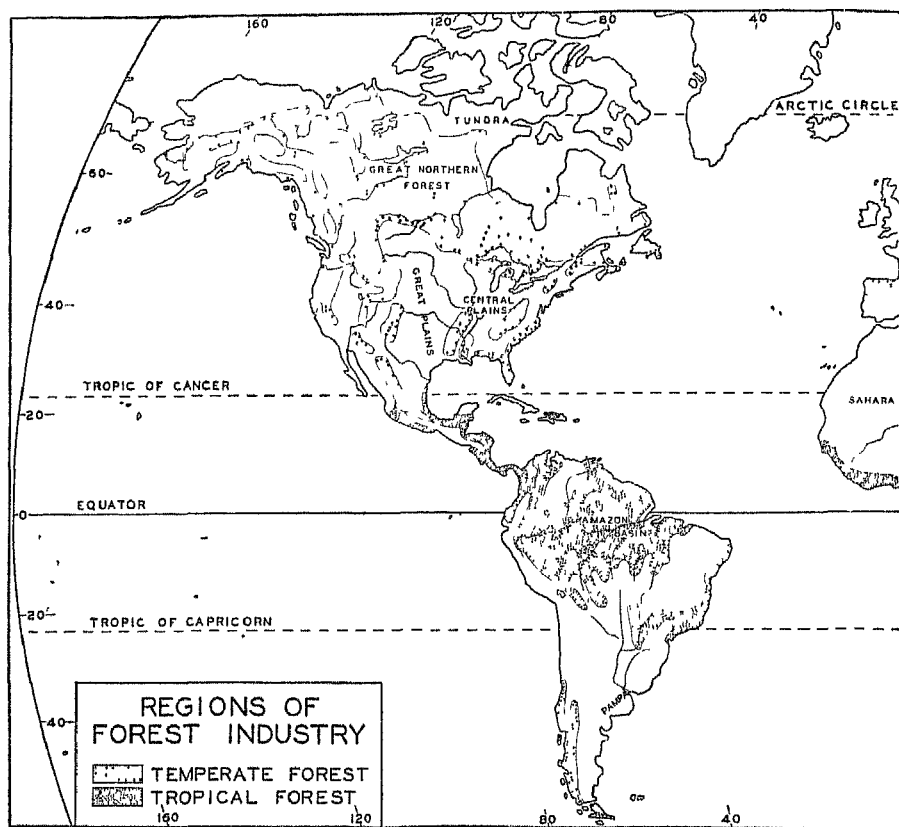 160
120
80
40
ARCTIC CIRCLE
TUNDRA
60
GREAT NORTHERN
FOREST
GREAT
PLAINS
CENTRAL
PLAINS
40
TROPIC OF CANCER
SAHARA
20
EQUATOR
0
AMAZON
BASIN
20
TROPIC OF CAPRICORN
PAMPA
40
REGIONS OF
FOREST INDUSTRY
TEMPERATE FOREST
TROPICAL FOREST
160
120
80
40